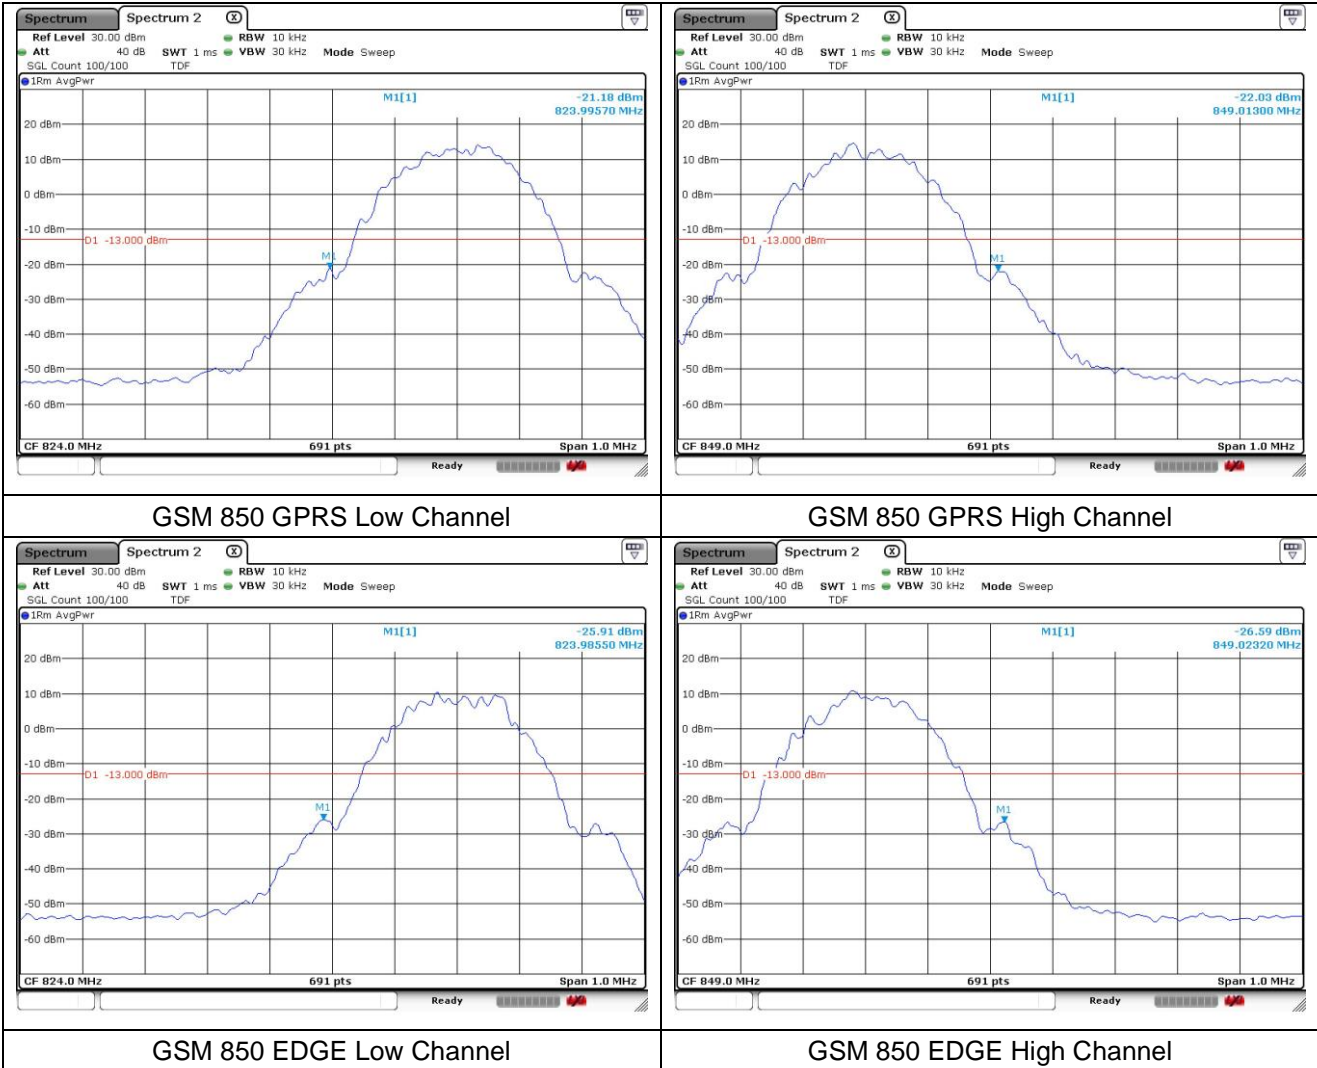 Spectrum Spectrum 2 X
Ref Level 30.00 dBm RBW 10 kHz
Att 40 dB SWT 1 ms VBW 30 kHz Mode Sweep
SGL Count 100/100 TDF
1Rm AvgPwr
M1[1] -21.18 dBm
823.99570 MHz
20 dBm
10 dBm
0 dBm
-10 dBm
D1 -13.000 dBm
M1
-20 dBm
-30 dBm
-40 dBm
-50 dBm
-60 dBm
CF 824.0 MHz 691 pts Span 1.0 MHz
Ready
GSM 850 GPRS Low Channel
Spectrum Spectrum 2 X
Ref Level 30.00 dBm RBW 10 kHz
Att 40 dB SWT 1 ms VBW 30 kHz Mode Sweep
SGL Count 100/100 TDF
1Rm AvgPwr
M1[1] -22.03 dBm
849.01300 MHz
20 dBm
10 dBm
0 dBm
-10 dBm
D1 -13.000 dBm
M1
-20 dBm
-30 dBm
-40 dBm
-50 dBm
-60 dBm
CF 849.0 MHz 691 pts Span 1.0 MHz
Ready
GSM 850 GPRS High Channel
Spectrum Spectrum 2 X
Ref Level 30.00 dBm RBW 10 kHz
Att 40 dB SWT 1 ms VBW 30 kHz Mode Sweep
SGL Count 100/100 TDF
1Rm AvgPwr
M1[1] -25.91 dBm
823.98550 MHz
20 dBm
10 dBm
0 dBm
-10 dBm
D1 -13.000 dBm
-20 dBm
M1
-30 dBm
-40 dBm
-50 dBm
-60 dBm
CF 824.0 MHz 691 pts Span 1.0 MHz
Ready
GSM 850 EDGE Low Channel
Spectrum Spectrum 2 X
Ref Level 30.00 dBm RBW 10 kHz
Att 40 dB SWT 1 ms VBW 30 kHz Mode Sweep
SGL Count 100/100 TDF
1Rm AvgPwr
M1[1] -26.59 dBm
849.02320 MHz
20 dBm
10 dBm
0 dBm
-10 dBm
D1 -13.000 dBm
-20 dBm
M1
-30 dBm
-40 dBm
-50 dBm
-60 dBm
CF 849.0 MHz 691 pts Span 1.0 MHz
Ready
GSM 850 EDGE High Channel